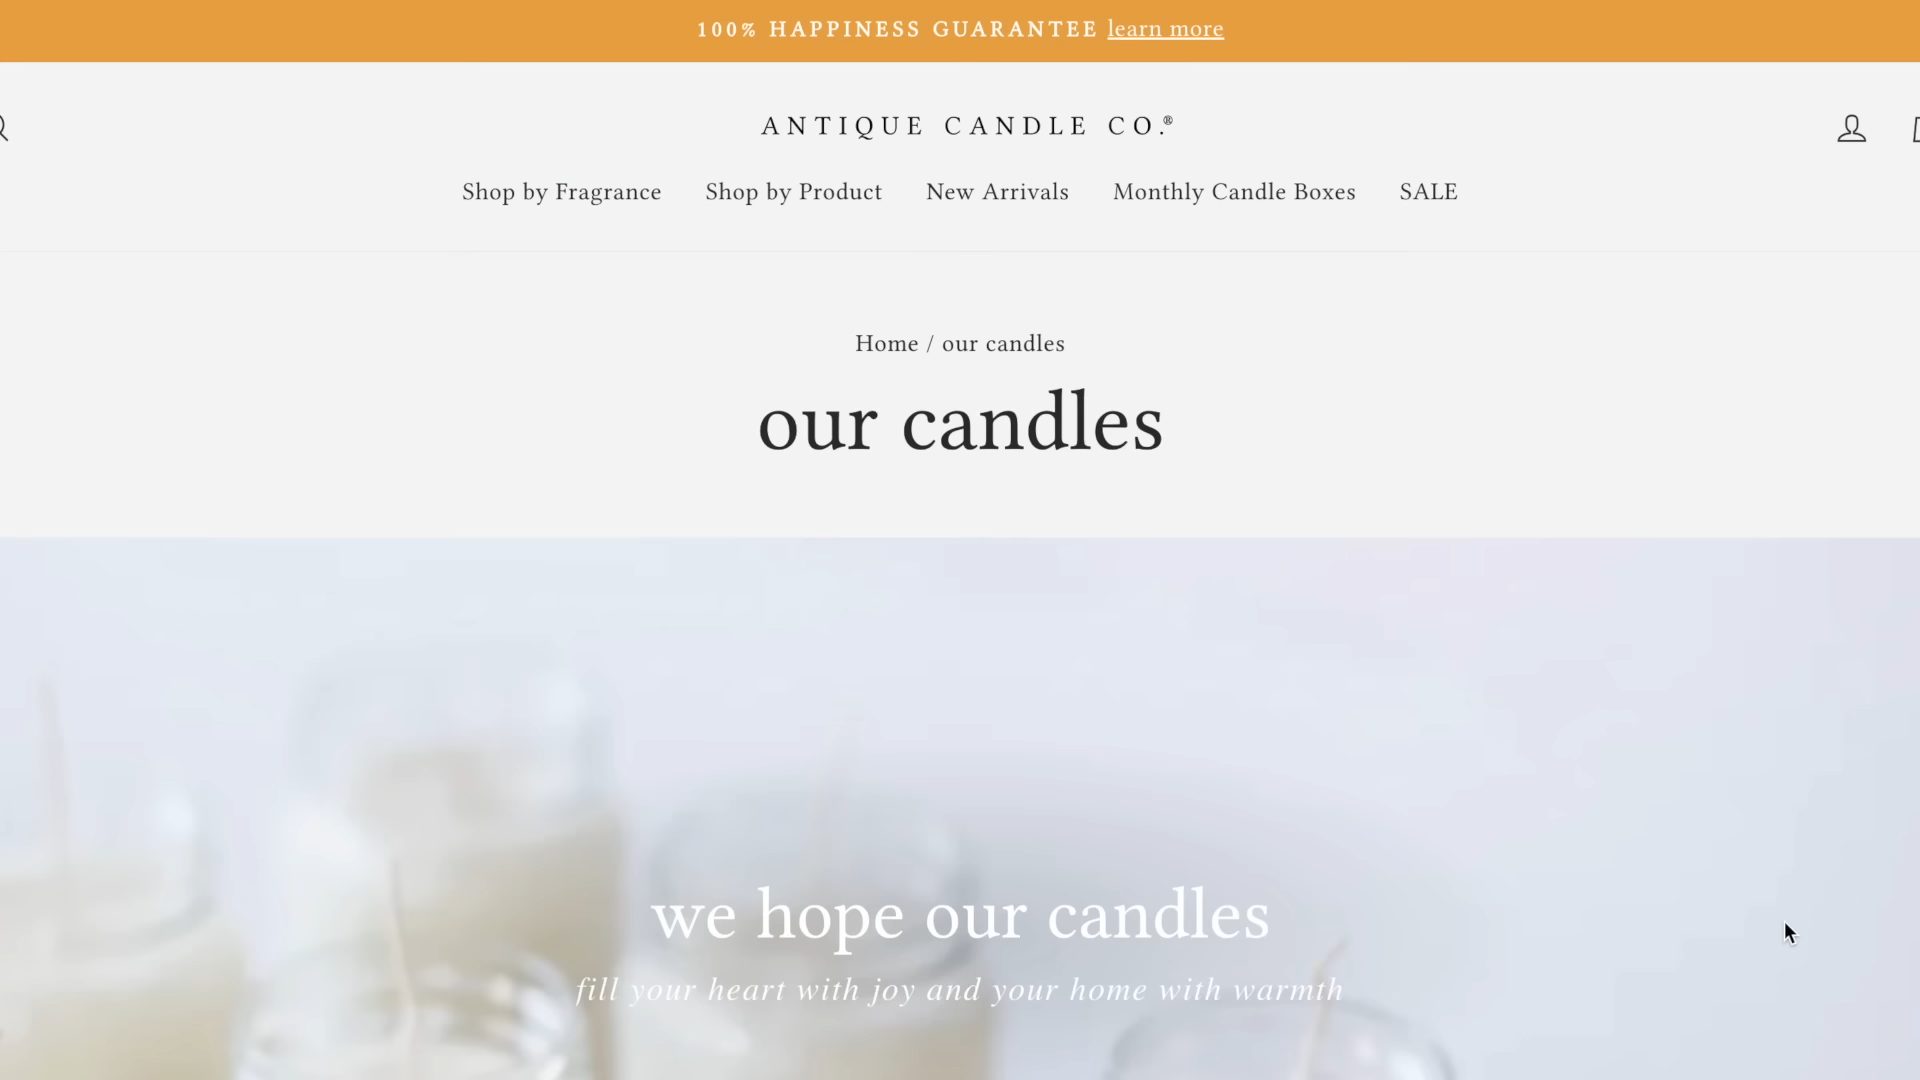 100% HAPPINESS GUARANTEE learn more
ANTIQUE CANDLE CO.®
Shop by Fragrance Shop by Product New Arrivals Monthly Candle Boxes SALE
Home / our candles
our candles
we hope our candles
fill your heart with joy and your home with warmth